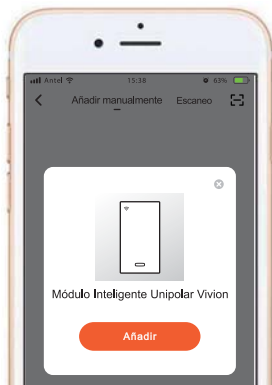 Antel 15:38 63%
Añadir manualmente Escaneo
Módulo Inteligente Unipolar Vivion
Añadir